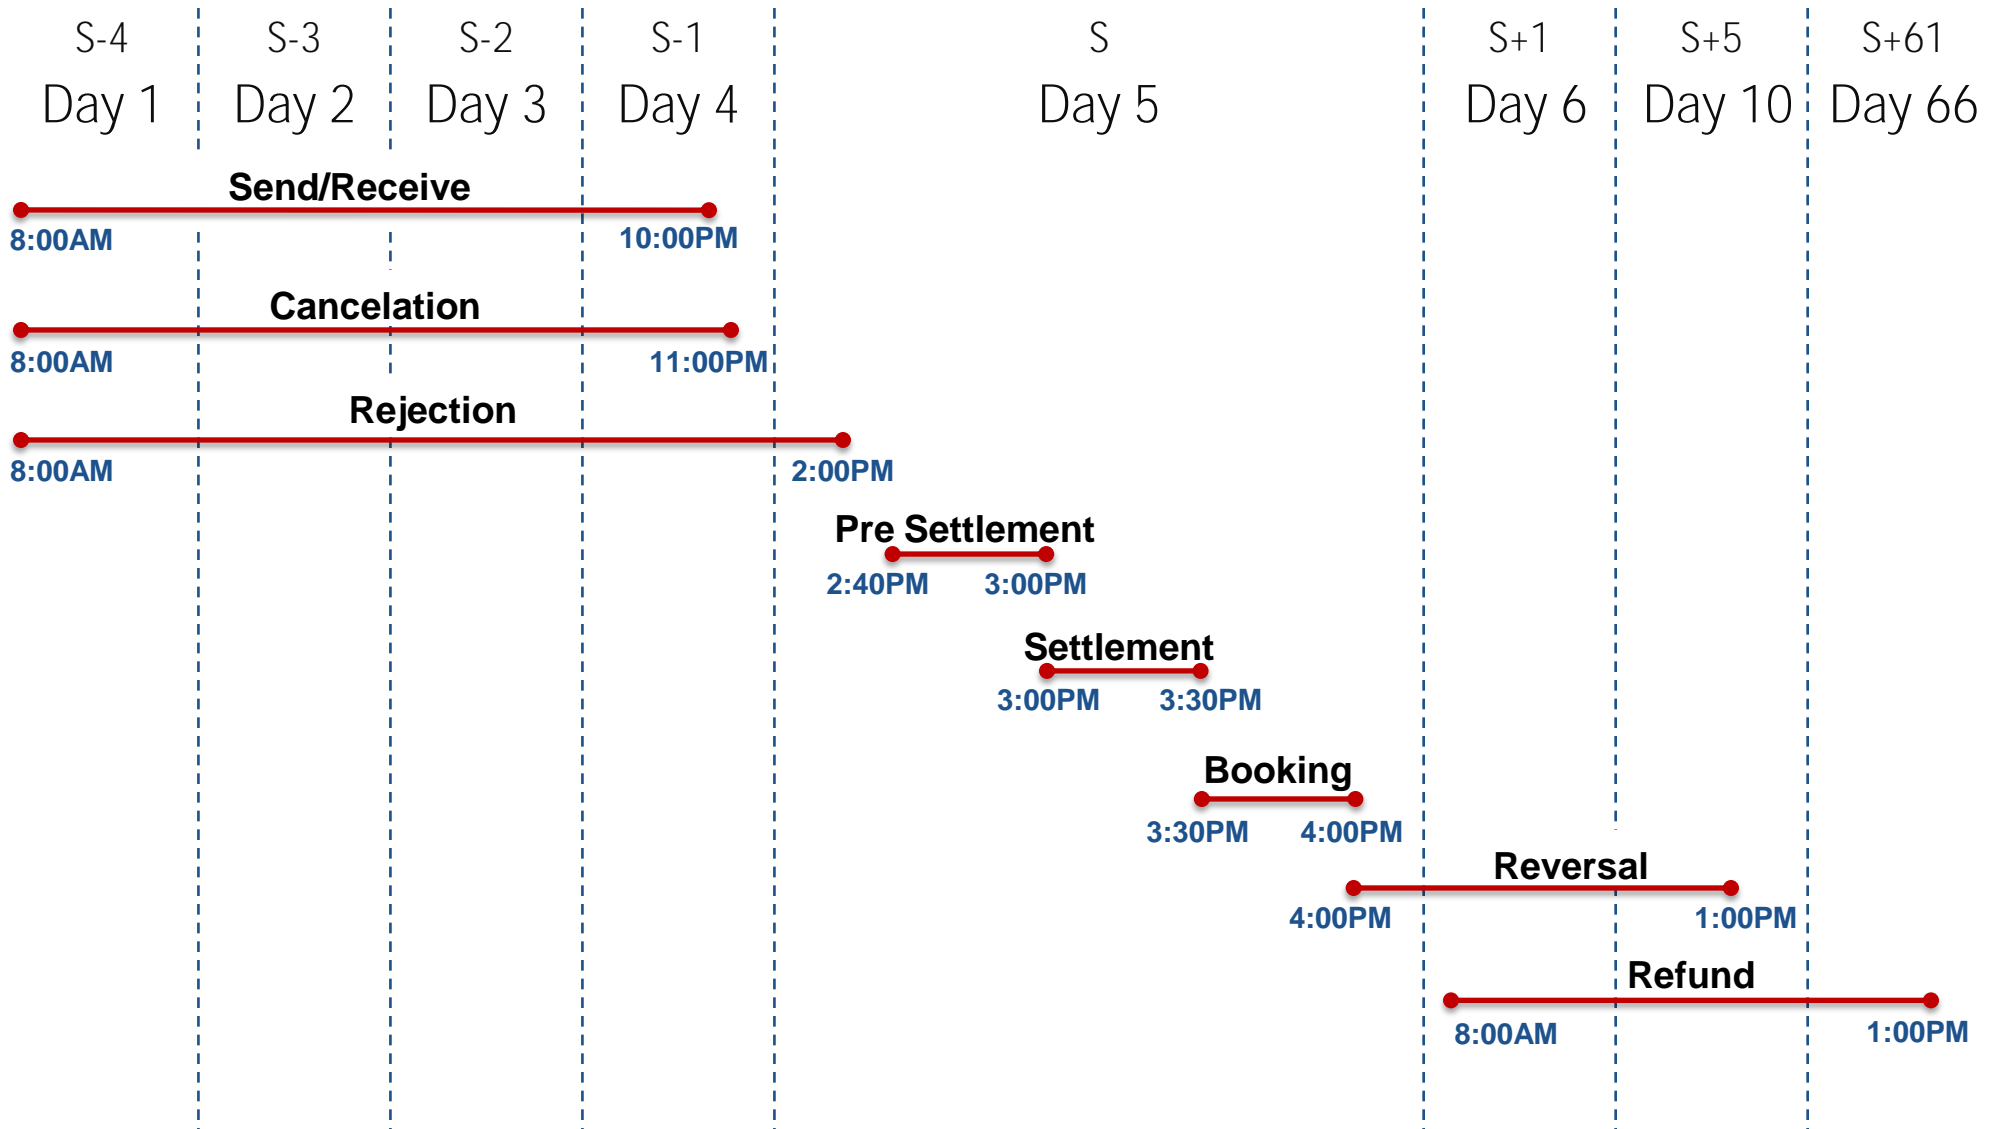 S-4 S-3 S-2 S-1 S S+1 S+5 S+61
Day 1 Day 2 Day 3 Day 4 Day 5 Day 6 Day 10 Day 66
Send/Receive
8:00AM 10:00PM
Cancelation
8:00AM 11:00PM
Rejection
8:00AM 2:00PM
Pre Settlement
2:40PM 3:00PM
Settlement
3:00PM 3:30PM
Booking
3:30PM 4:00PM
Reversal
4:00PM 1:00PM
Refund
8:00AM 1:00PM